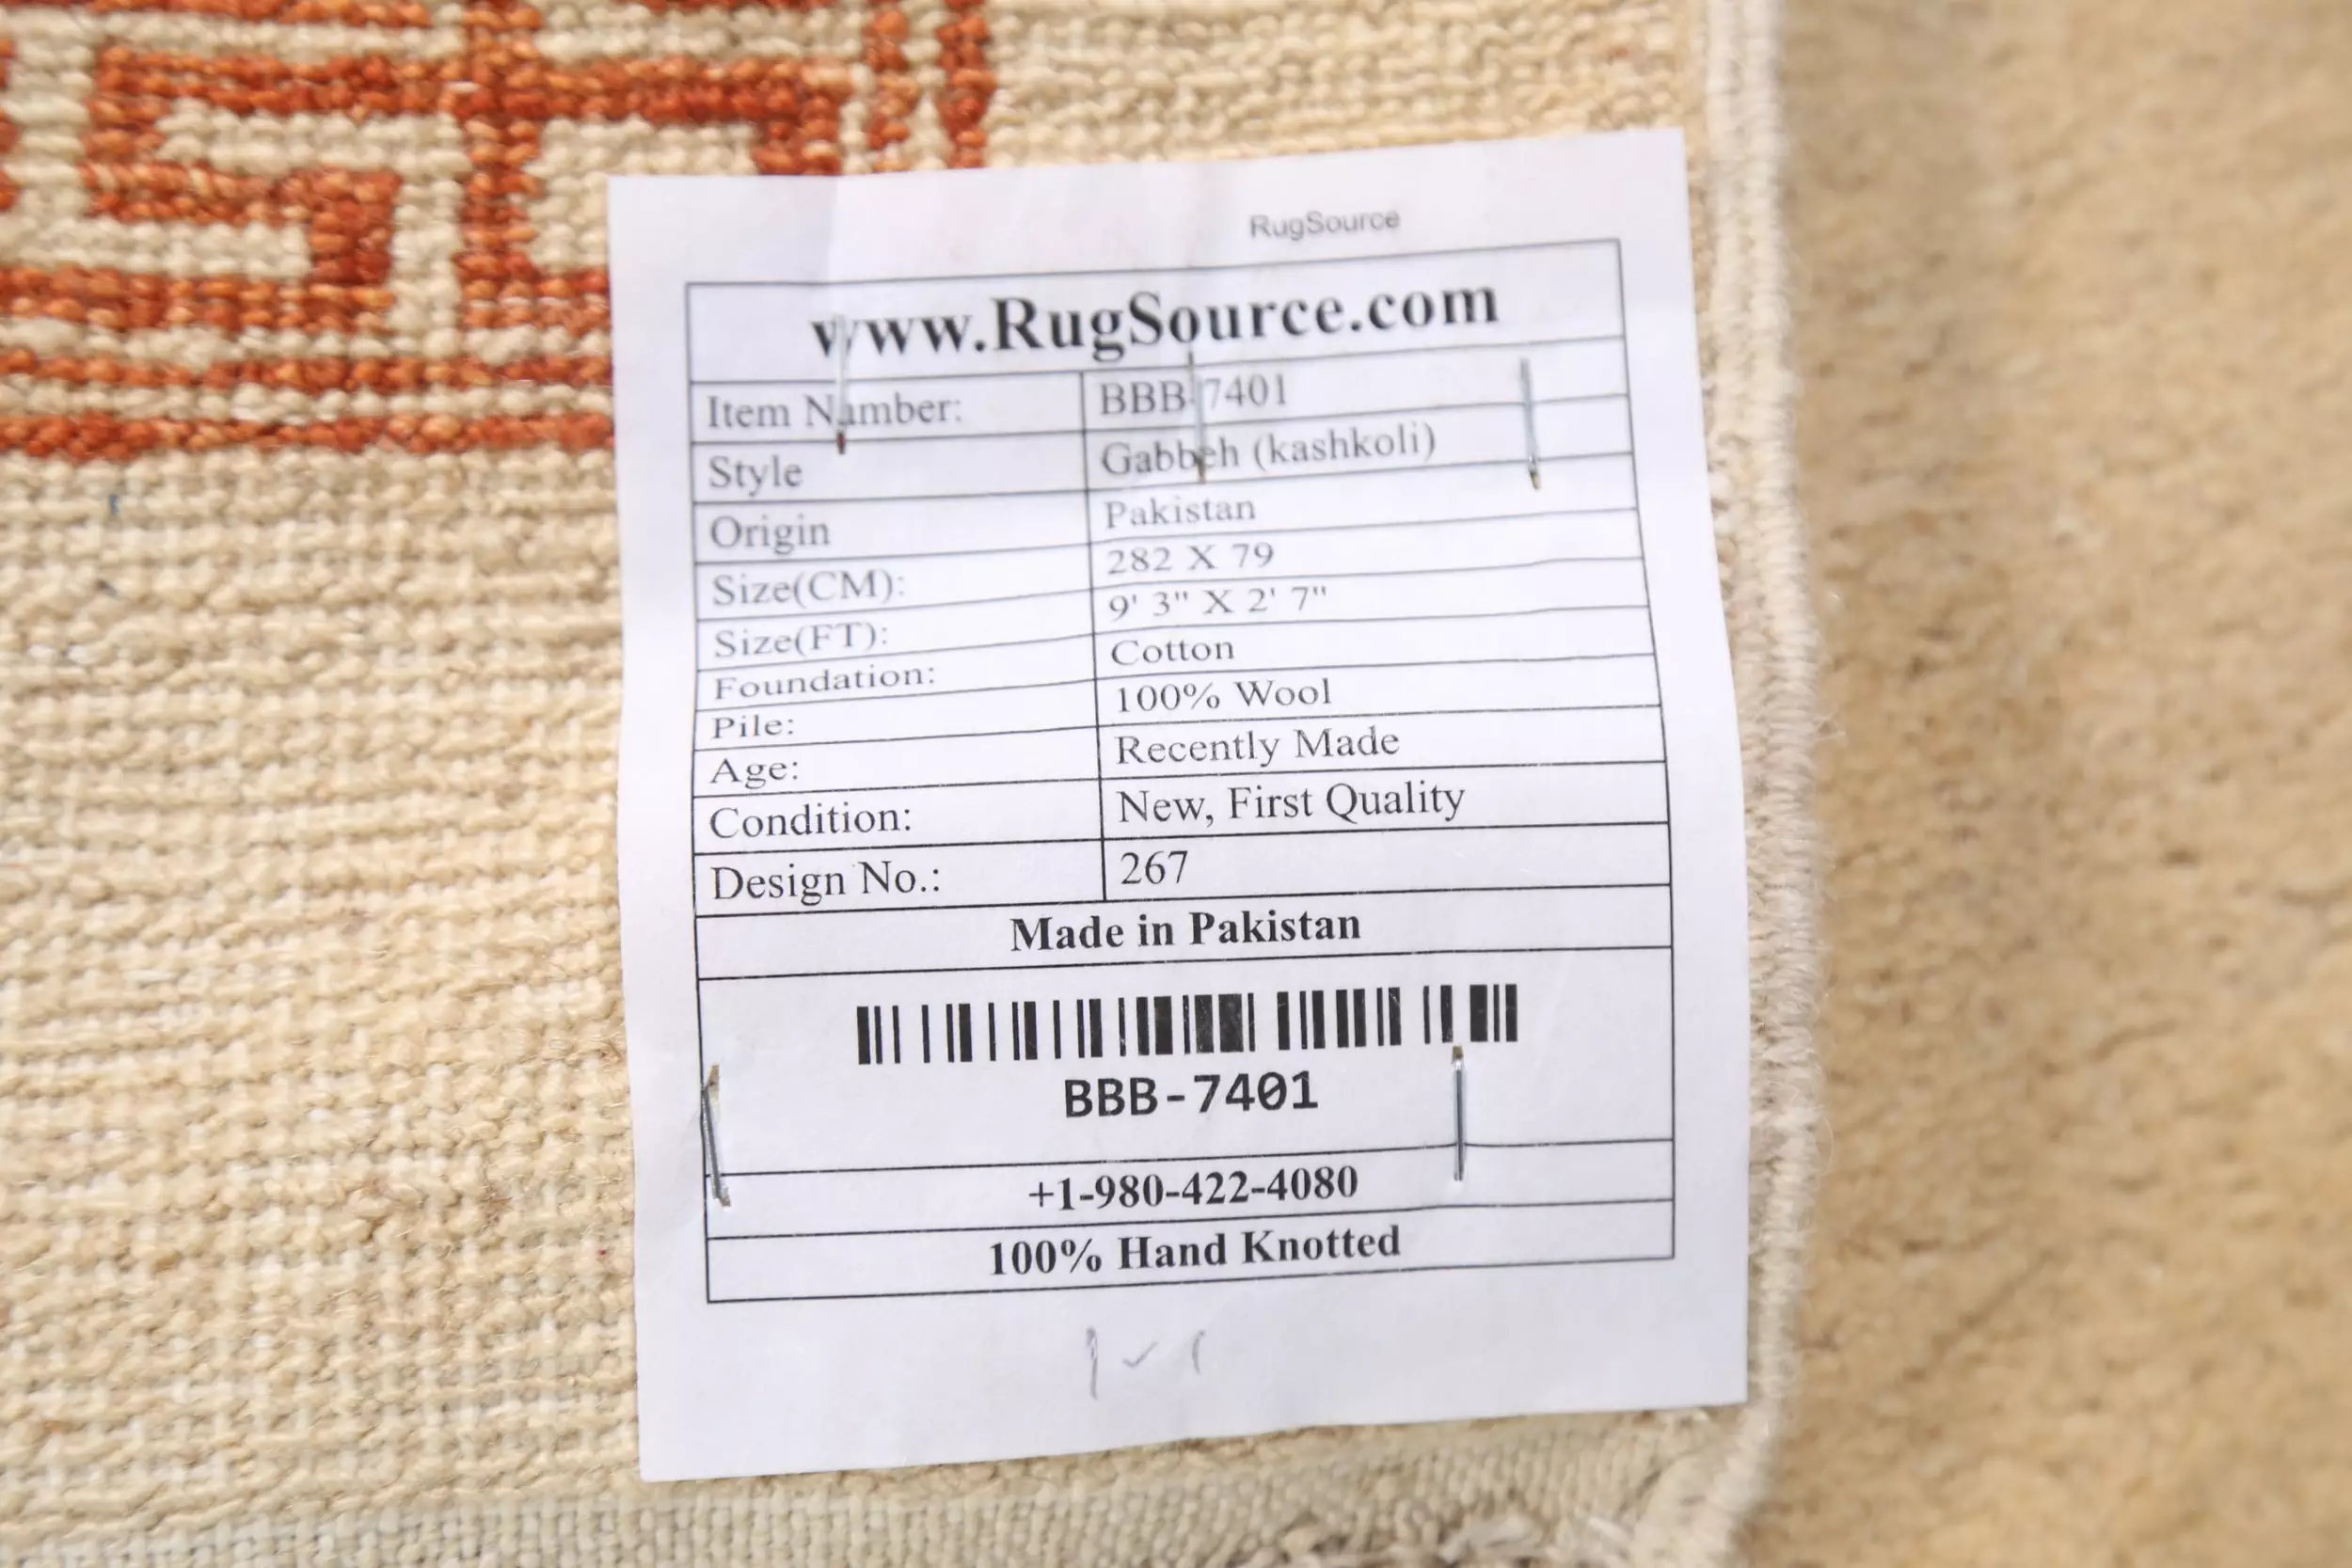 RugSource
www.RugSource.com
Item Number: BBB-7401
Style Gabbeh (kashkoli)
Origin Pakistan
Size(CM): 282 X 79
Size(FT): 9' 3" X 2' 7"
Foundation: Cotton
Pile: 100% Wool
Age: Recently Made
Condition: New, First Quality
Design No.: 267
Made in Pakistan
BBB-7401
+1-980-422-4080
100% Hand Knotted